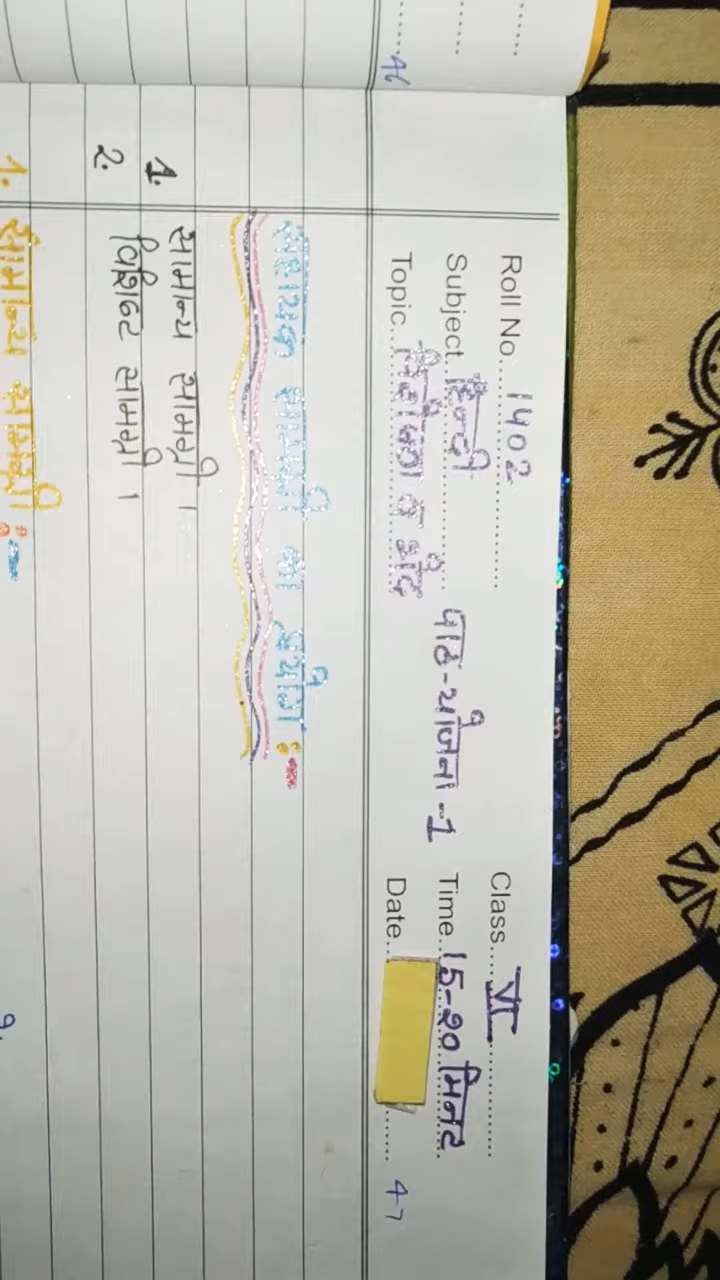 46
Roll No. 1402 Class VI
Subject हिन्दी पाठ-योजना-1 Time 15-20 मिनट
Topic विशेषण व भेद Date 47
सहायक सामग्री का प्रयोग :-
1. सामान्य सामग्री ।
2. विशिष्ट सामग्री ।
1. सामान्य सामग्री :-